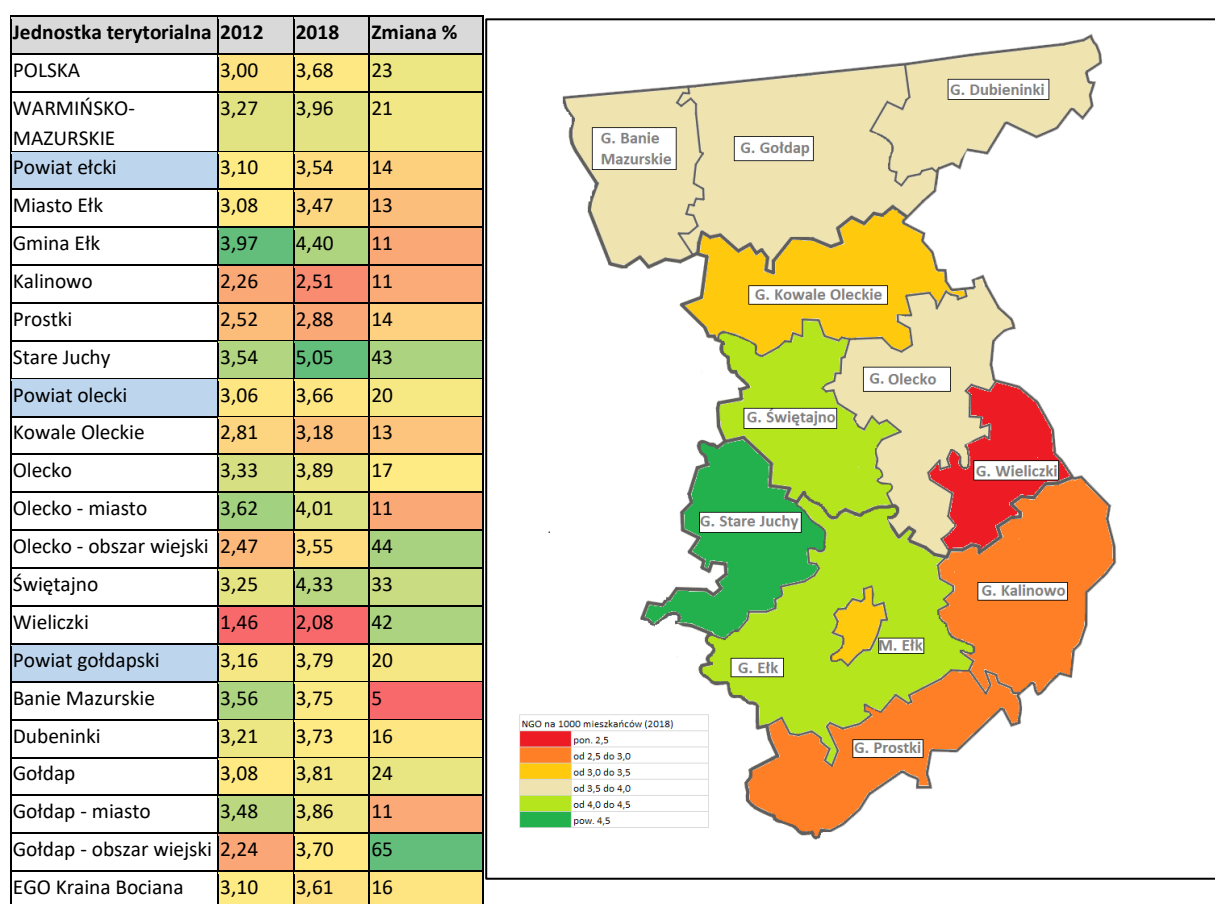 Jednostka terytorialna 2012 2018 Zmiana %
POLSKA 3,00 3,68 23
WARMIŃSKO-
MAZURSKIE 3,27 3,96 21
Powiat ełcki 3,10 3,54 14
Miasto Ełk 3,08 3,47 13
Gmina Ełk 3,97 4,40 11
Kalinowo 2,26 2,51 11
Prostki 2,52 2,88 14
Stare Juchy 3,54 5,05 43
Powiat olecki 3,06 3,66 20
Kowale Oleckie 2,81 3,18 13
Olecko 3,33 3,89 17
Olecko - miasto 3,62 4,01 11
Olecko - obszar wiejski 2,47 3,55 44
Świętajno 3,25 4,33 33
Wieliczki 1,46 2,08 42
Powiat gołdapski 3,16 3,79 20
Banie Mazurskie 3,56 3,75 5
Dubeninki 3,21 3,73 16
Gołdap 3,08 3,81 24
Gołdap - miasto 3,48 3,86 11
Gołdap - obszar wiejski 2,24 3,70 65
EGO Kraina Bociana 3,10 3,61 16
G. Dubieninki
G. Banie
Mazurskie
G. Gołdap
G. Kowale Oleckie
G. Olecko
G. Świętajno
G. Wieliczki
G. Stare Juchy
G. Kalinowo
M. Ełk
G. Ełk
G. Prostki
NGO na 1000 mieszkańców (2018)
pon. 2,5
od 2,5 do 3,0
od 3,0 do 3,5
od 3,5 do 4,0
od 4,0 do 4,5
pow. 4,5